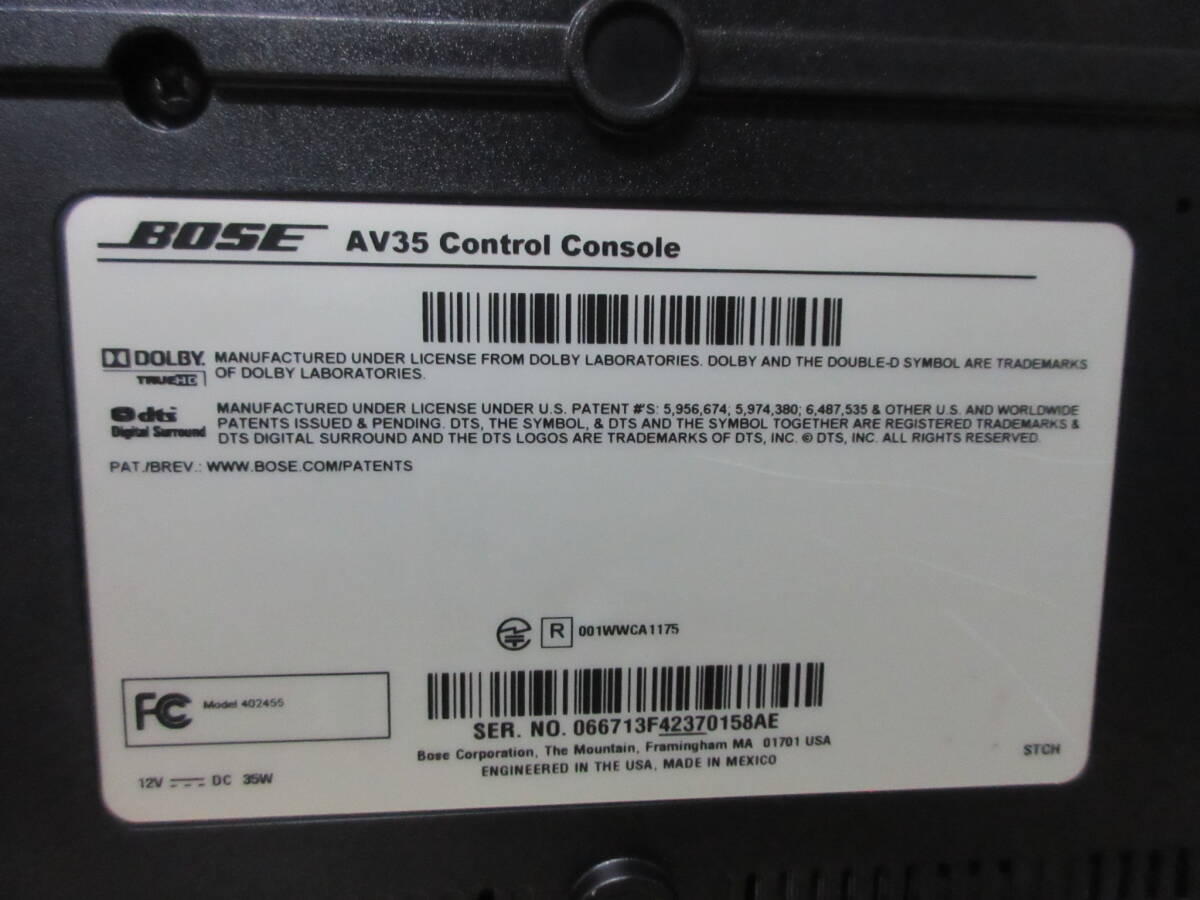 BOSE AV35 Control Console
DOLBY. MANUFACTURED UNDER LICENSE FROM DOLBY LABORATORIES. DOLBY AND THE DOUBLE-D SYMBOL ARE TRADEMARKS
TRUEHD OF DOLBY LABORATORIES.
dts MANUFACTURED UNDER LICENSE UNDER U.S. PATENT #'S: 5,956,674; 5,974,380; 6,487,535 & OTHER U.S. AND WORLDWIDE
Digital Surround PATENTS ISSUED & PENDING. DTS, THE SYMBOL, & DTS AND THE SYMBOL TOGETHER ARE REGISTERED TRADEMARKS &
DTS DIGITAL SURROUND AND THE DTS LOGOS ARE TRADEMARKS OF DTS, INC. © DTS, INC. ALL RIGHTS RESERVED.
PAT./BREV.: WWW.BOSE.COM/PATENTS
R 001WWCA1175
FC Model 402455
SER. NO. 066713F42370158AE
Bose Corporation, The Mountain, Framingham MA 01701 USA
ENGINEERED IN THE USA, MADE IN MEXICO
STCH
12V DC 35W